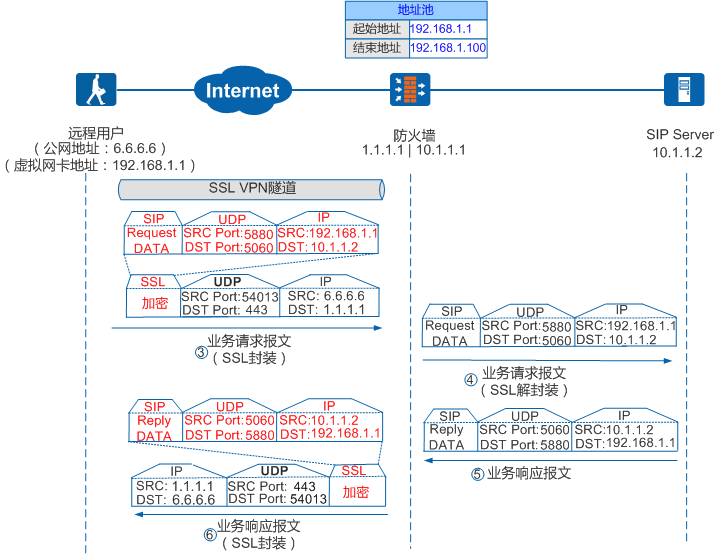 地址池
起始地址 192.168.1.1
结束地址 192.168.1.100
Internet
远程用户
（公网地址：6.6.6.6）
（虚拟网卡地址：192.168.1.1）
防火墙
1.1.1.1 | 10.1.1.1
SIP Server
10.1.1.2
SSL VPN隧道
SIP UDP IP
Request SRC Port:5880 SRC:192.168.1.1
DATA DST Port:5060 DST: 10.1.1.2
SSL UDP IP
加密 SRC Port:54013 SRC: 6.6.6.6
DST Port: 443 DST: 1.1.1.1
③ 业务请求报文
（SSL封装）
SIP UDP IP
Request SRC Port:5880 SRC:192.168.1.1
DATA DST Port:5060 DST: 10.1.1.2
④ 业务请求报文
（SSL解封装）
SIP UDP IP
Reply SRC Port:5060 SRC:10.1.1.2
DATA DST Port:5880 DST:192.168.1.1
SIP UDP IP
Reply SRC Port:5060 SRC:10.1.1.2
DATA DST Port: 5880 DST:192.168.1.1
⑤ 业务响应报文
IP UDP SSL
SRC: 1.1.1.1 SRC Port: 443 加密
DST: 6.6.6.6 DST Port: 54013
⑥ 业务响应报文
（SSL封装）